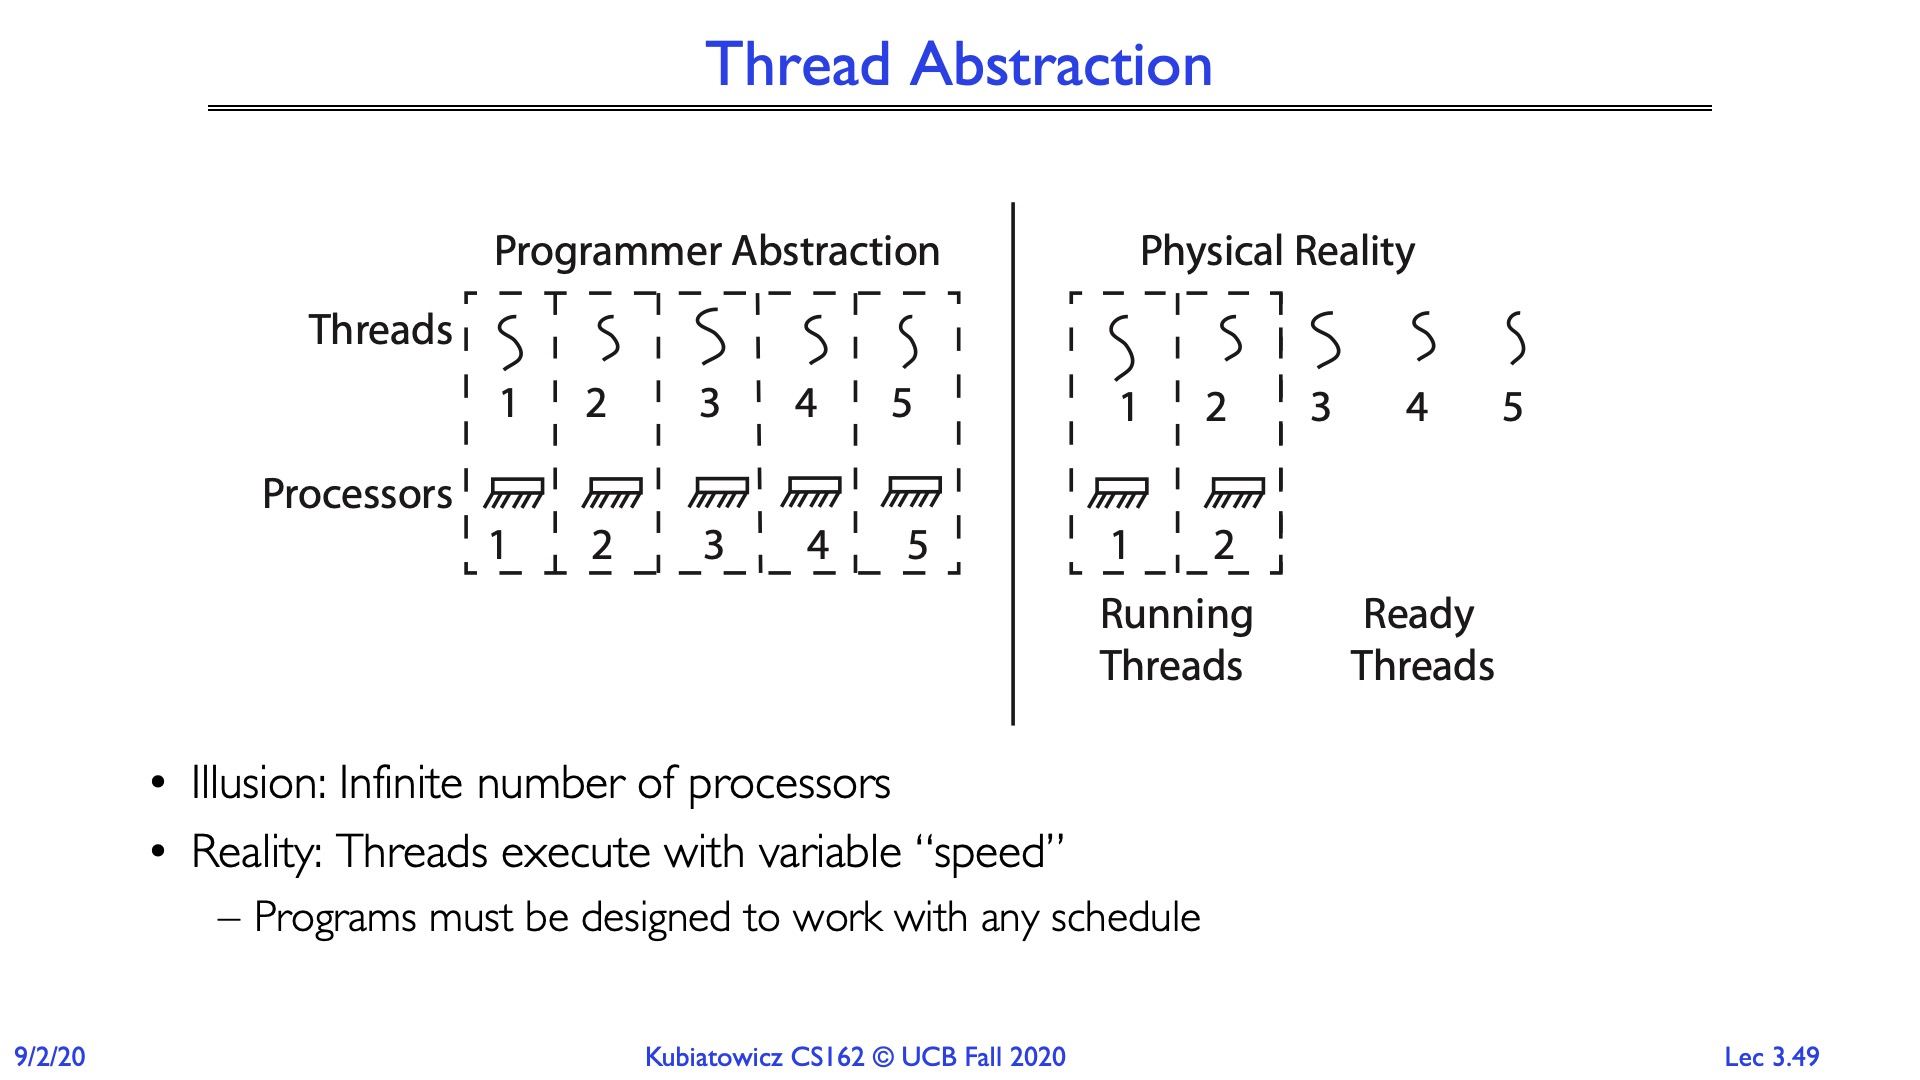 Thread Abstraction
Programmer Abstraction
Threads
1 2 3 4 5
Processors
1 2 3 4 5
Physical Reality
1 2 3 4 5
1 2
Running
Threads
Ready
Threads
• Illusion: Infinite number of processors
• Reality: Threads execute with variable “speed”
– Programs must be designed to work with any schedule
9/2/20
Kubiatowicz CS162 © UCB Fall 2020
Lec 3.49